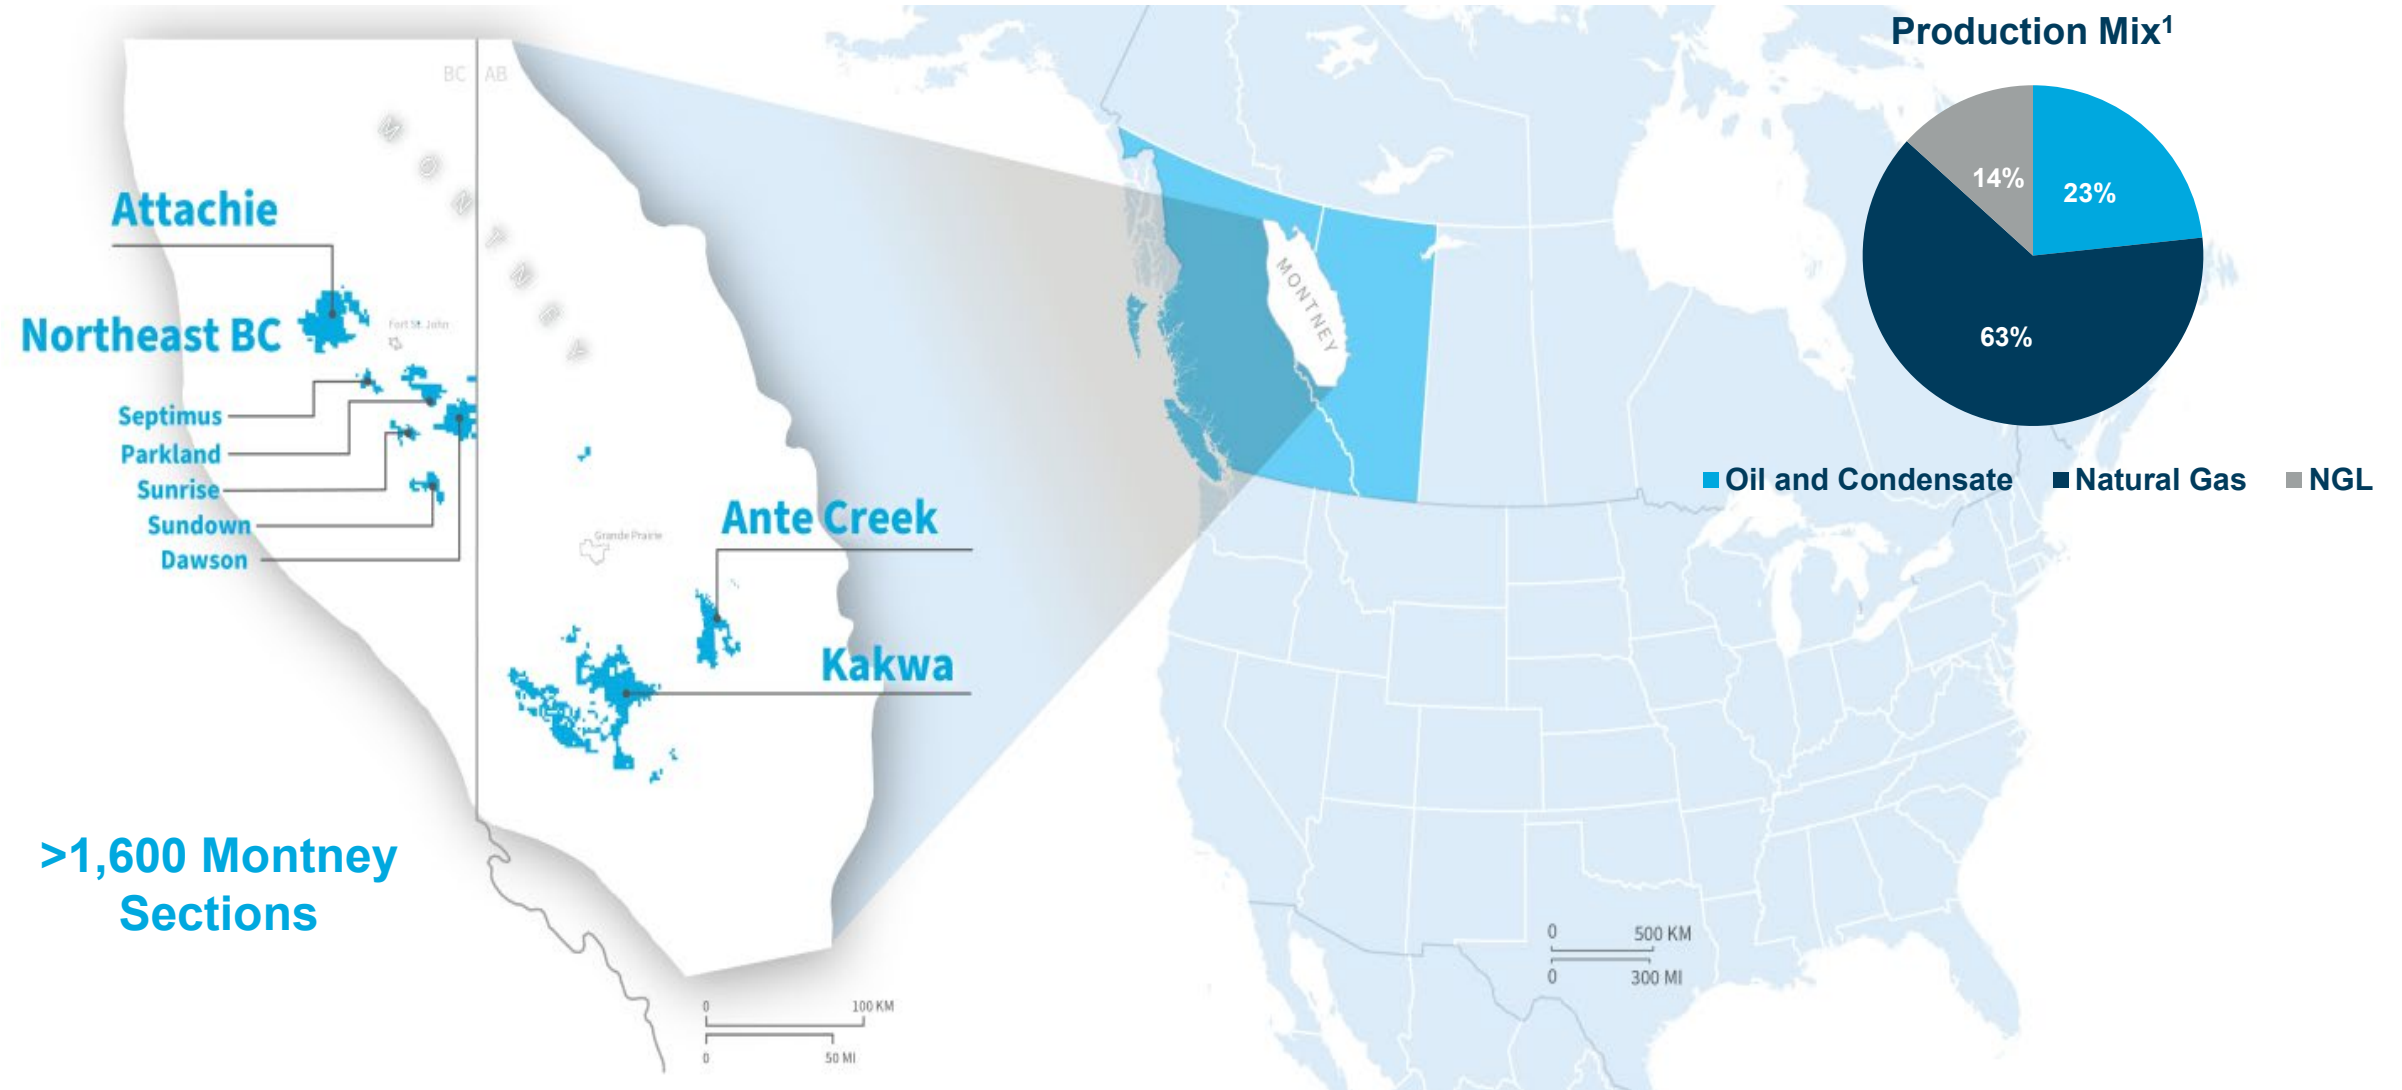 Production Mix¹
14%
23%
63%
Oil and Condensate
Natural Gas
NGL
BC
AB
MONTNEY
Attachie
Northeast BC
Fort St. John
Septimus
Parkland
Sunrise
Sundown
Dawson
Grande Prairie
Ante Creek
Kakwa
>1,600 Montney
Sections
0
100 KM
0
50 MI
MONTNEY
0
500 KM
0
300 MI